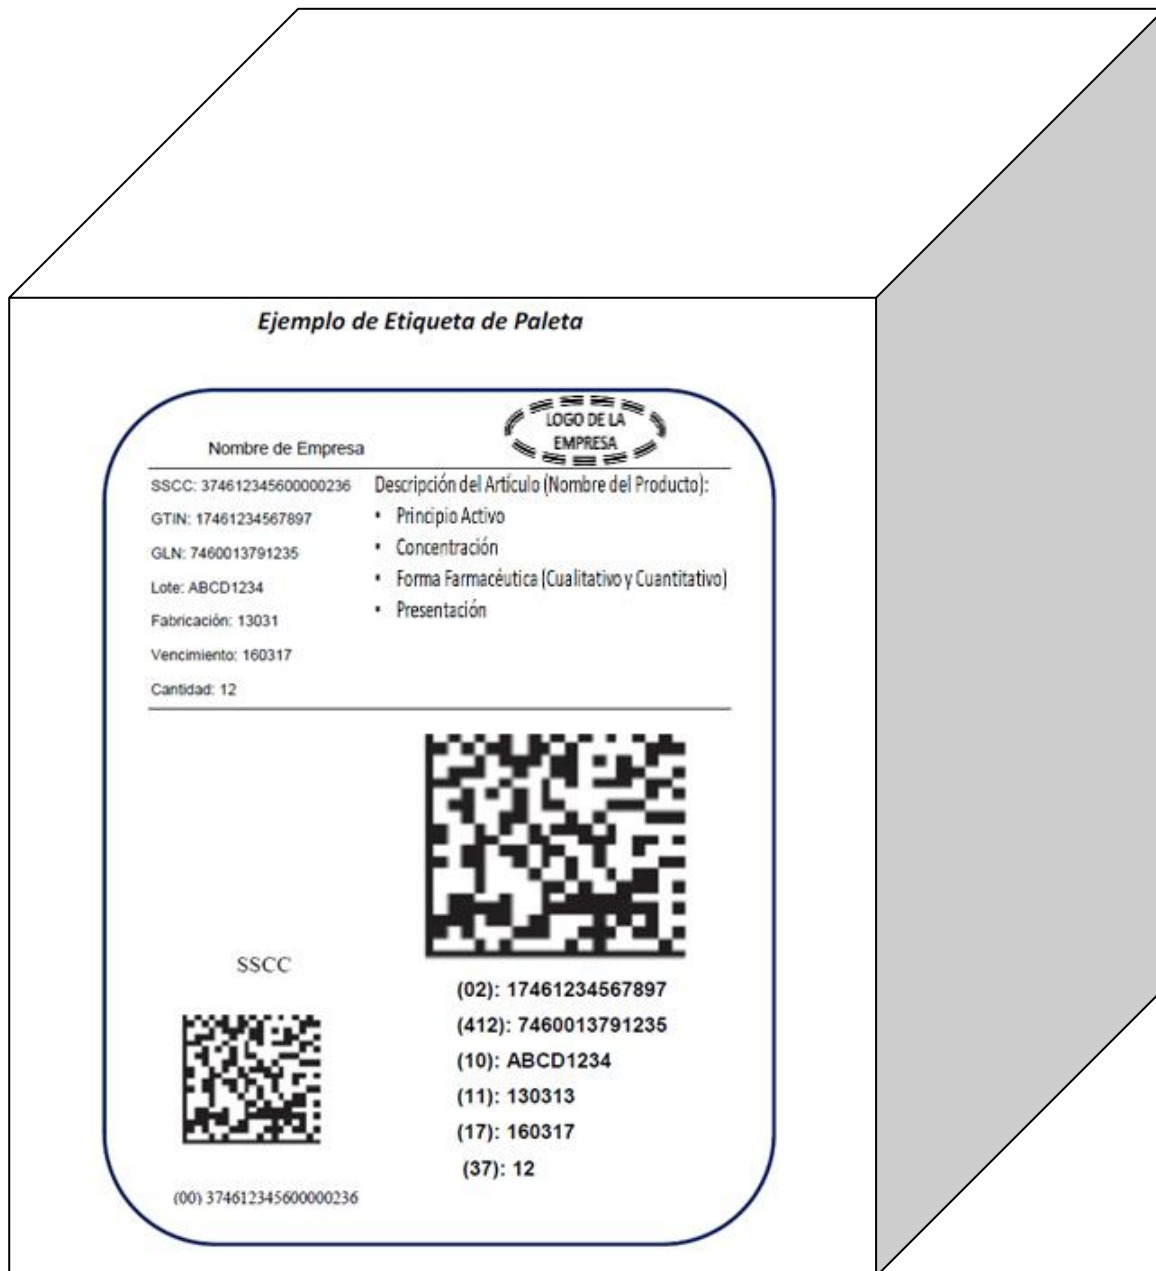 Ejemplo de Etiqueta de Paleta
LOGO DE LA
EMPRESA
Nombre de Empresa
SSCC: 374612345600000236
GTIN: 17461234567897
GLN: 7460013791235
Lote: ABCD1234
Fabricación: 13031
Vencimiento: 160317
Cantidad: 12
Descripción del Artículo (Nombre del Producto):
• Principio Activo
• Concentración
• Forma Farmacéutica (Cualitativo y Cuantitativo)
• Presentación
SSCC
(00) 374612345600000236
(02): 17461234567897
(412): 7460013791235
(10): ABCD1234
(11): 130313
(17): 160317
(37): 12